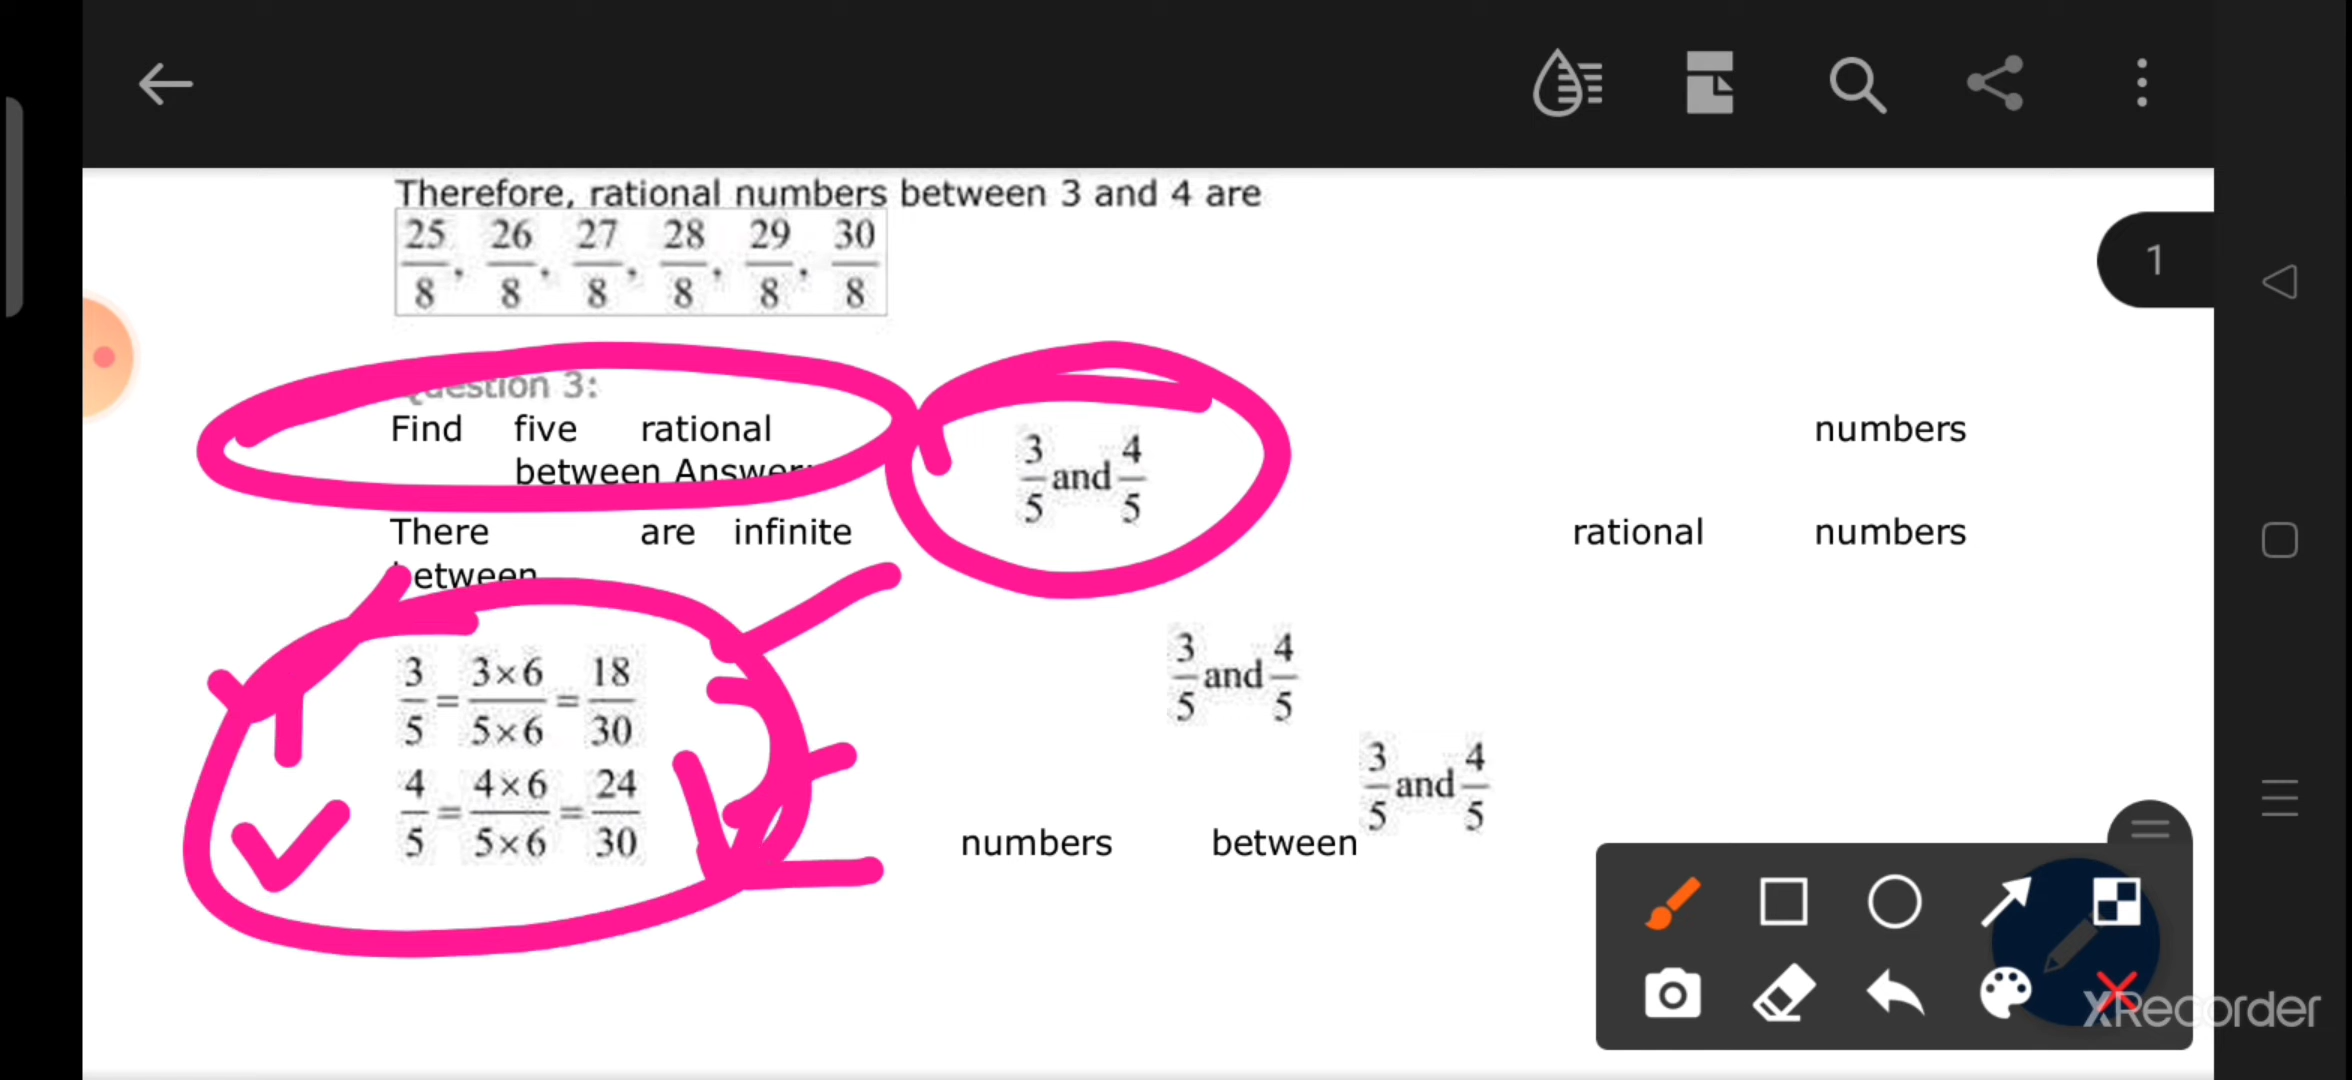 Therefore, rational numbers between 3 and 4 are
25/8, 26/8, 27/8, 28/8, 29/8, 30/8
1
Question 3:
Find five rational numbers
between Answer:
3/5 and 4/5
There are infinite rational numbers
between
3/5 and 4/5
3/5 = 3×6/5×6 = 18/30
4/5 = 4×6/5×6 = 24/30
3/5 and 4/5
numbers between
XRecorder